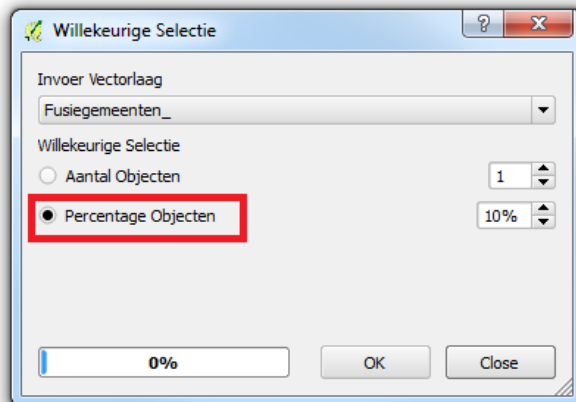 Willekeurige Selectie
?
Invoer Vectorlaag
Fusiegemeenten_
Willekeurige Selectie
Aantal Objecten 1
Percentage Objecten 10%
0% OK Close